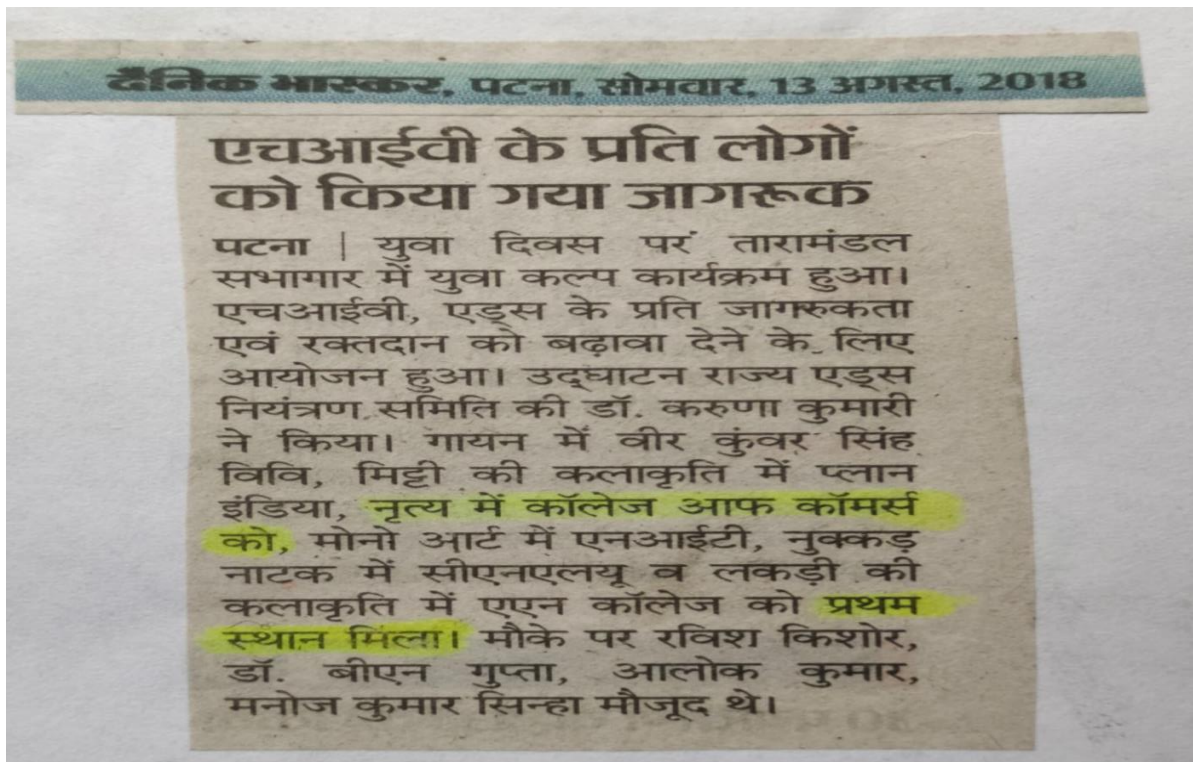 दैनिक भास्कर, पटना, सोमवार, 13 अगस्त, 2018
एचआईवी के प्रति लोगों
को किया गया जागरूक
पटना | युवा दिवस पर तारामंडल
सभागार में युवा कल्प कार्यक्रम हुआ।
एचआईवी, एड्स के प्रति जागरुकता
एवं रक्तदान को बढ़ावा देने के लिए
आयोजन हुआ। उद्घाटन राज्य एड्स
नियंत्रण समिति की डॉ. करुणा कुमारी
ने किया। गायन में वीर कुंवर सिंह
विवि, मिट्टी की कलाकृति में प्लान
इंडिया, नृत्य में कॉलेज आफ कॉमर्स
को, मोनो आर्ट में एनआईटी, नुक्कड़
नाटक में सीएनएलयू व लकड़ी की
कलाकृति में एएन कॉलेज को प्रथम
स्थान मिला। मौके पर रविश किशोर,
डॉ. बीएन गुप्ता, आलोक कुमार,
मनोज कुमार सिन्हा मौजूद थे।